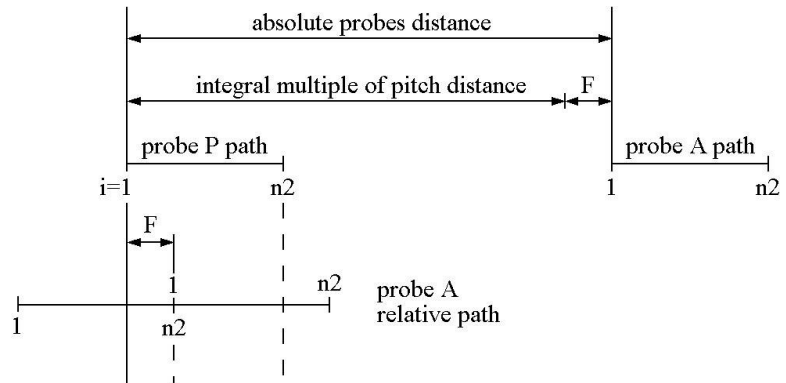 absolute probes distance
integral multiple of pitch distance
F
probe P path
probe A path
i=1
n2
1
n2
F
1
n2
probe A
relative path
1
n2